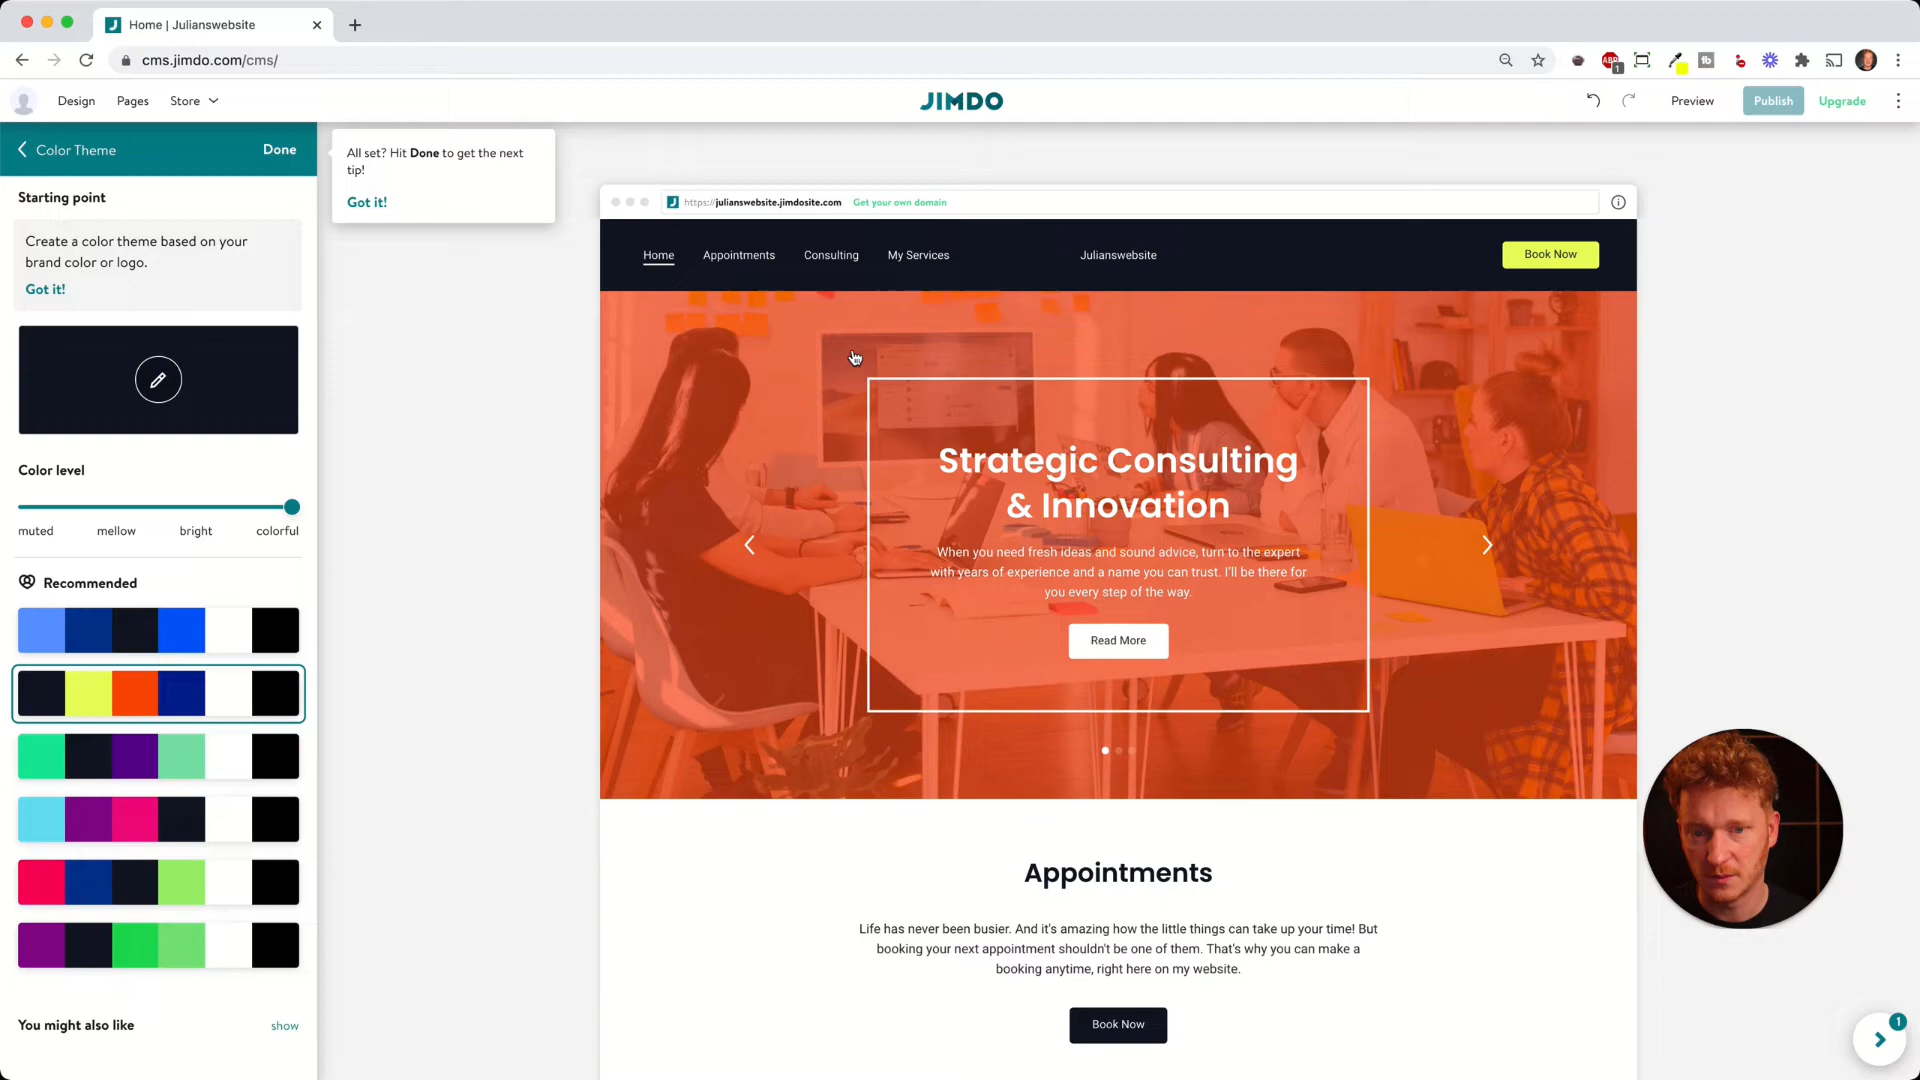 Home | Julianswebsite
cms.jimdo.com/cms/
ABP
1
tb
Design
Pages
Store
JIMDO
Preview
Publish
Upgrade
Color Theme
Done
All set? Hit Done to get the next
tip!
Got it!
Starting point
Create a color theme based on your
brand color or logo.
Got it!
Color level
muted
mellow
bright
colorful
Recommended
You might also like
show
https://julianswebsite.jimdosite.com
Get your own domain
Home
Appointments
Consulting
My Services
Julianswebsite
Book Now
Strategic Consulting
& Innovation
When you need fresh ideas and sound advice, turn to the expert
with years of experience and a name you can trust. I'll be there for
you every step of the way.
Read More
Appointments
Life has never been busier. And it's amazing how the little things can take up your time! But
booking your next appointment shouldn't be one of them. That's why you can make a
booking anytime, right here on my website.
Book Now
1